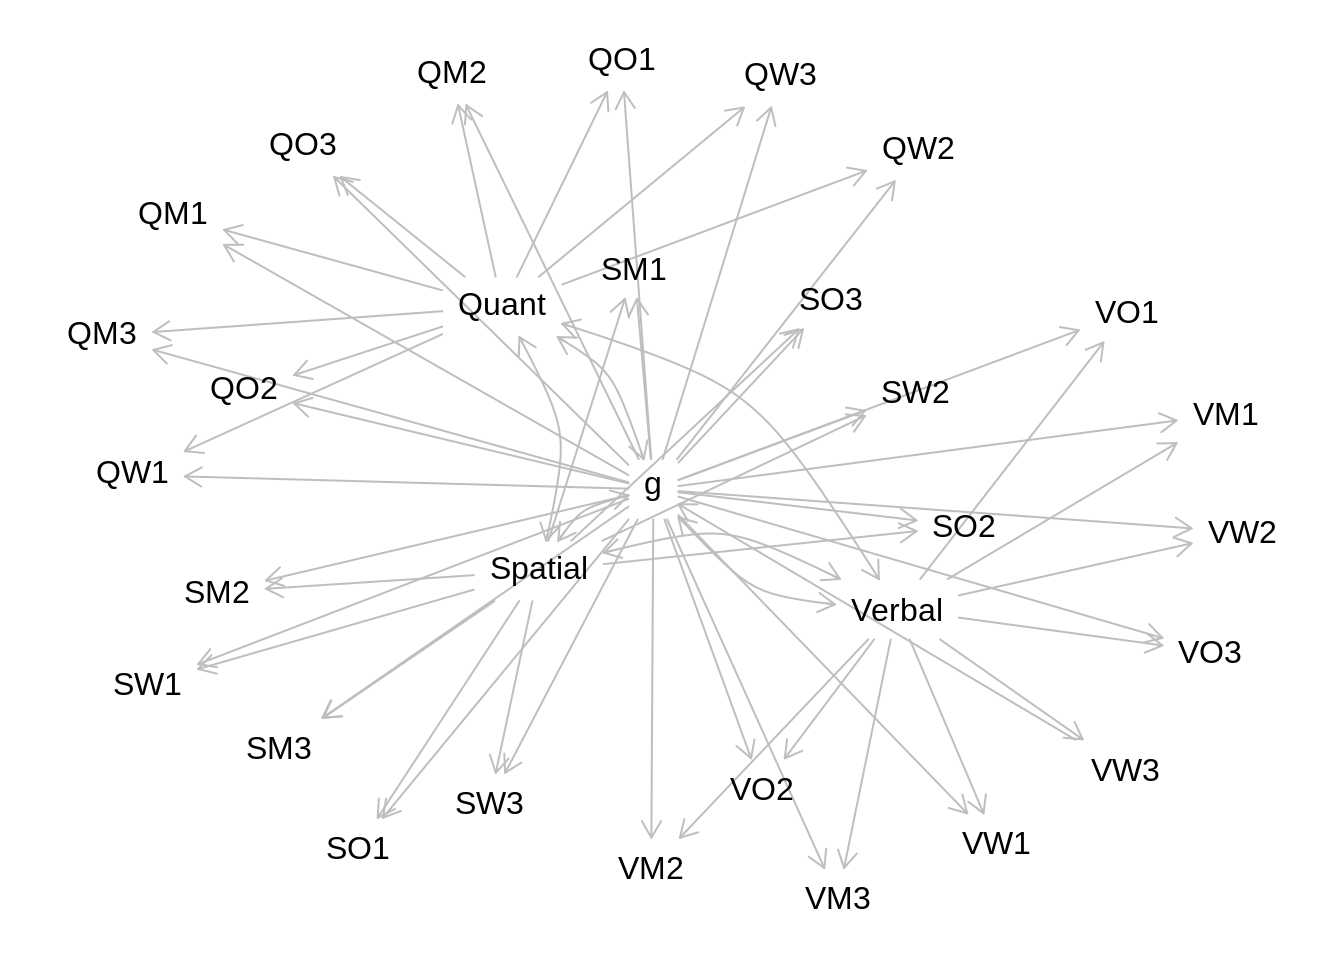 QO1
QM2
QW3
QO3
QW2
QM1
SM1
Quant
SO3
VO1
QM3
QO2
SW2
VM1
QW1
g
SO2
VW2
Spatial
SM2
Verbal
VO3
SW1
SM3
VW3
VO2
SW3
VW1
SO1
VM2
VM3